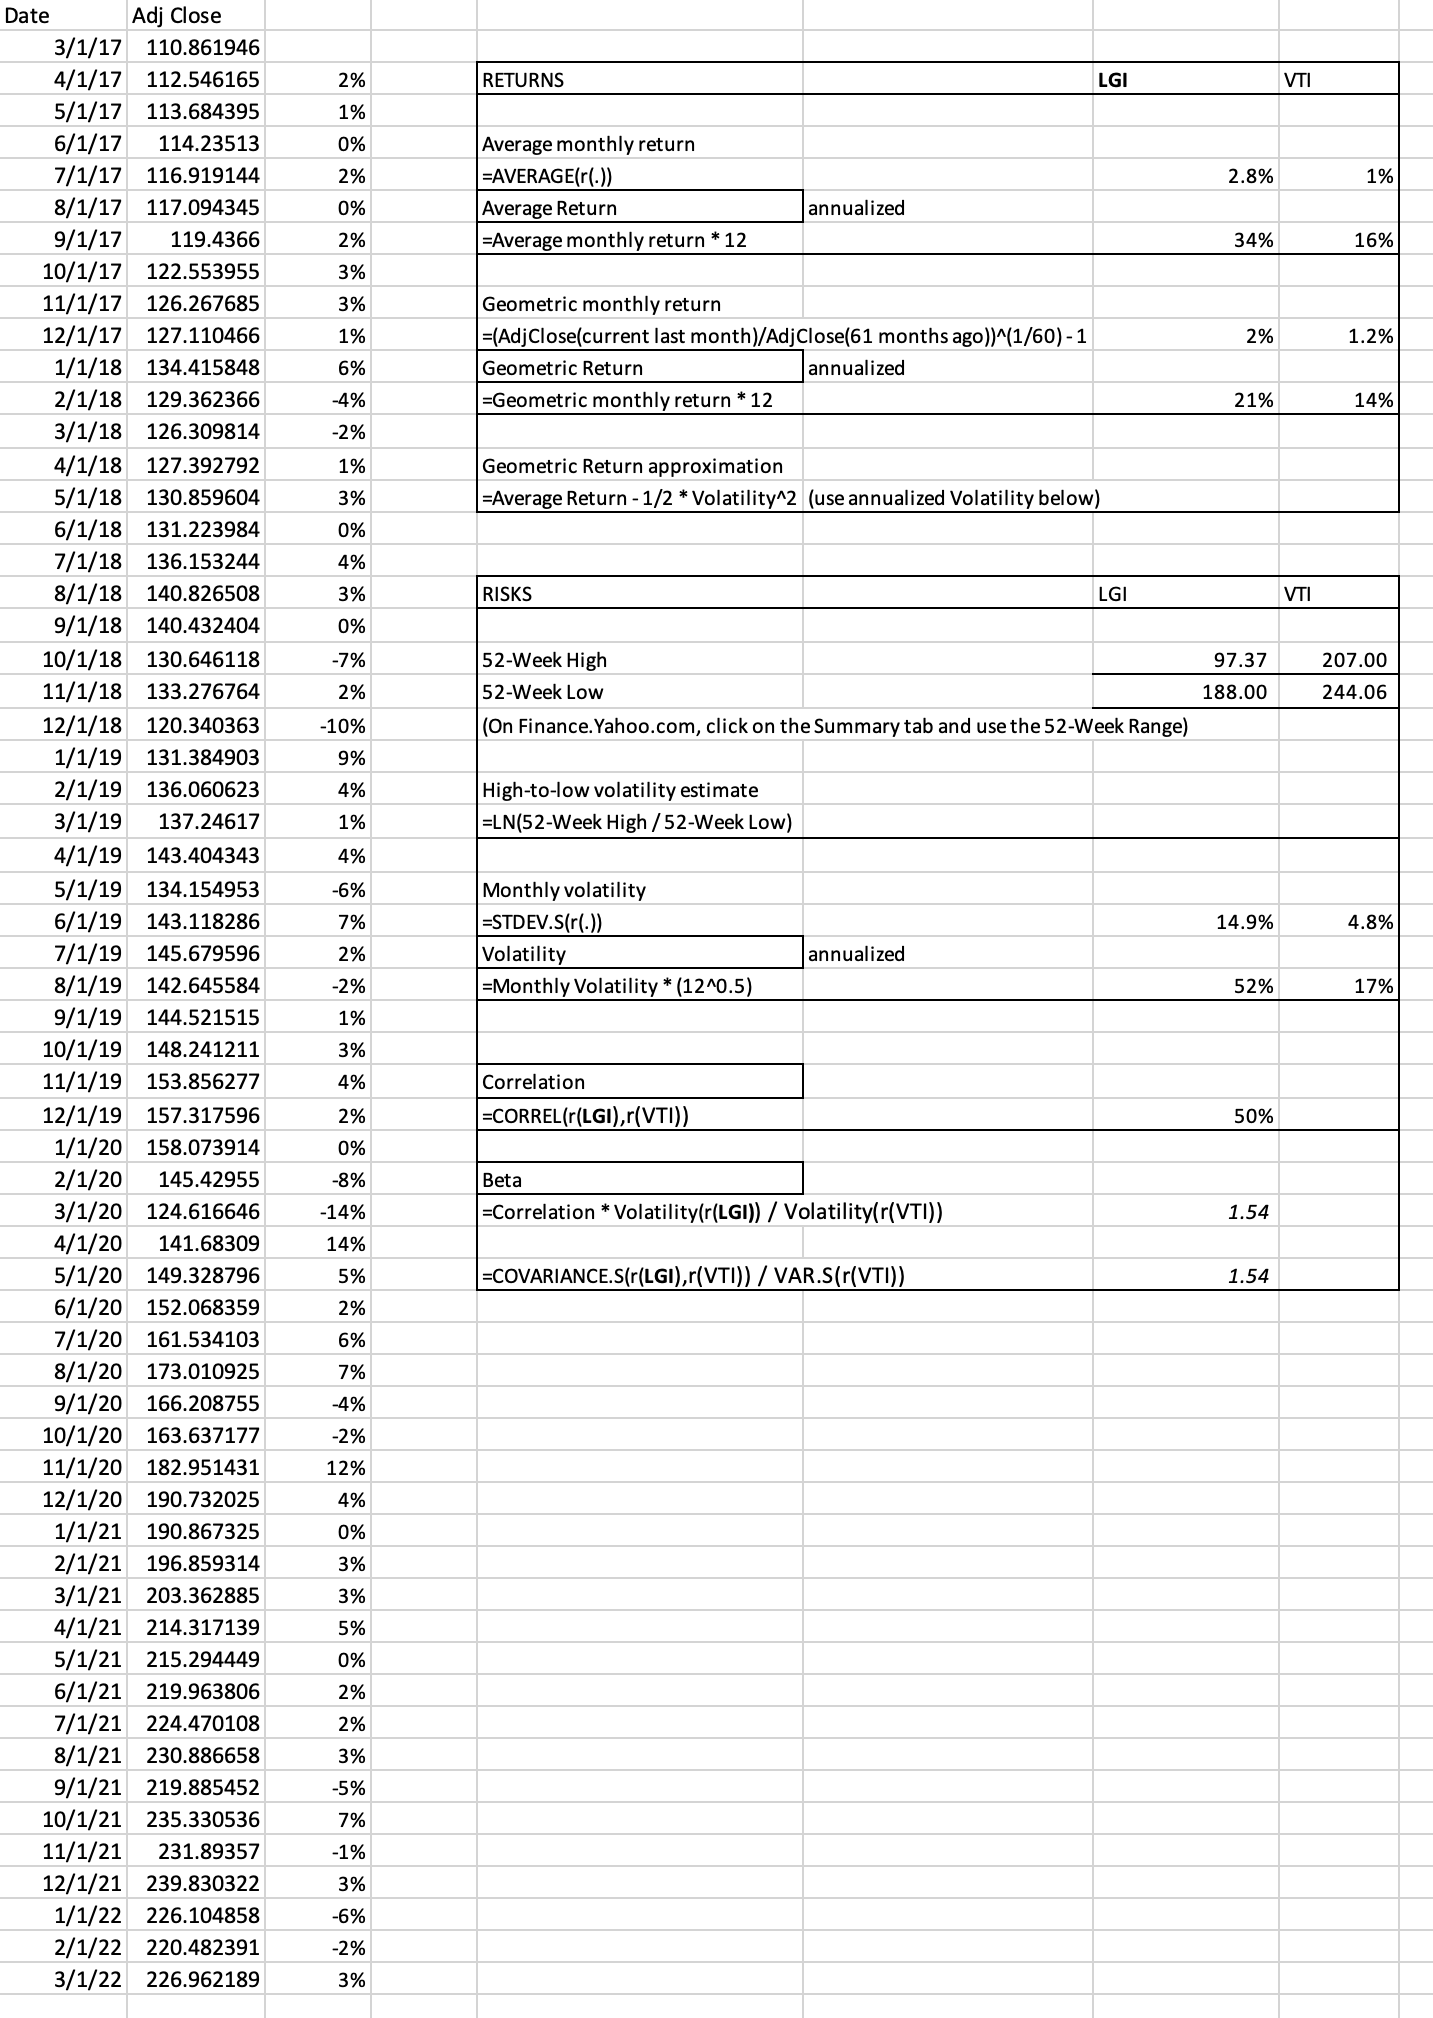 Date Adj Close
3/1/17 110.861946
4/1/17 112.546165 2% RETURNS LGI VTI
5/1/17 113.684395 1%
6/1/17 114.23513 0% Average monthly return
7/1/17 116.919144 2% =AVERAGE(r(.)) 2.8% 1%
8/1/17 117.094345 0% Average Return annualized
9/1/17 119.4366 2% =Average monthly return * 12 34% 16%
10/1/17 122.553955 3%
11/1/17 126.267685 3% Geometric monthly return
12/1/17 127.110466 1% =(AdjClose(current last month)/AdjClose(61 months ago))^(1/60) - 1 2% 1.2%
1/1/18 134.415848 6% Geometric Return annualized
2/1/18 129.362366 -4% =Geometric monthly return * 12 21% 14%
3/1/18 126.309814 -2%
4/1/18 127.392792 1% Geometric Return approximation
5/1/18 130.859604 3% =Average Return - 1/2 * Volatility^2 (use annualized Volatility below)
6/1/18 131.223984 0%
7/1/18 136.153244 4%
8/1/18 140.826508 3% RISKS LGI VTI
9/1/18 140.432404 0%
10/1/18 130.646118 -7% 52-Week High 97.37 207.00
11/1/18 133.276764 2% 52-Week Low 188.00 244.06
12/1/18 120.340363 -10% (On Finance.Yahoo.com, click on the Summary tab and use the 52-Week Range)
1/1/19 131.384903 9%
2/1/19 136.060623 4% High-to-low volatility estimate
3/1/19 137.24617 1% =LN(52-Week High / 52-Week Low)
4/1/19 143.404343 4%
5/1/19 134.154953 -6% Monthly volatility
6/1/19 143.118286 7% =STDEV.S(r(.)) 14.9% 4.8%
7/1/19 145.679596 2% Volatility annualized
8/1/19 142.645584 -2% =Monthly Volatility * (12^0.5) 52% 17%
9/1/19 144.521515 1%
10/1/19 148.241211 3%
11/1/19 153.856277 4% Correlation
12/1/19 157.317596 2% =CORREL(r(LGI),r(VTI)) 50%
1/1/20 158.073914 0%
2/1/20 145.42955 -8% Beta
3/1/20 124.616646 -14% =Correlation * Volatility(r(LGI)) / Volatility(r(VTI)) 1.54
4/1/20 141.68309 14%
5/1/20 149.328796 5% =COVARIANCE.S(r(LGI),r(VTI)) / VAR.S(r(VTI)) 1.54
6/1/20 152.068359 2%
7/1/20 161.534103 6%
8/1/20 173.010925 7%
9/1/20 166.208755 -4%
10/1/20 163.637177 -2%
11/1/20 182.951431 12%
12/1/20 190.732025 4%
1/1/21 190.867325 0%
2/1/21 196.859314 3%
3/1/21 203.362885 3%
4/1/21 214.317139 5%
5/1/21 215.294449 0%
6/1/21 219.963806 2%
7/1/21 224.470108 2%
8/1/21 230.886658 3%
9/1/21 219.885452 -5%
10/1/21 235.330536 7%
11/1/21 231.89357 -1%
12/1/21 239.830322 3%
1/1/22 226.104858 -6%
2/1/22 220.482391 -2%
3/1/22 226.962189 3%